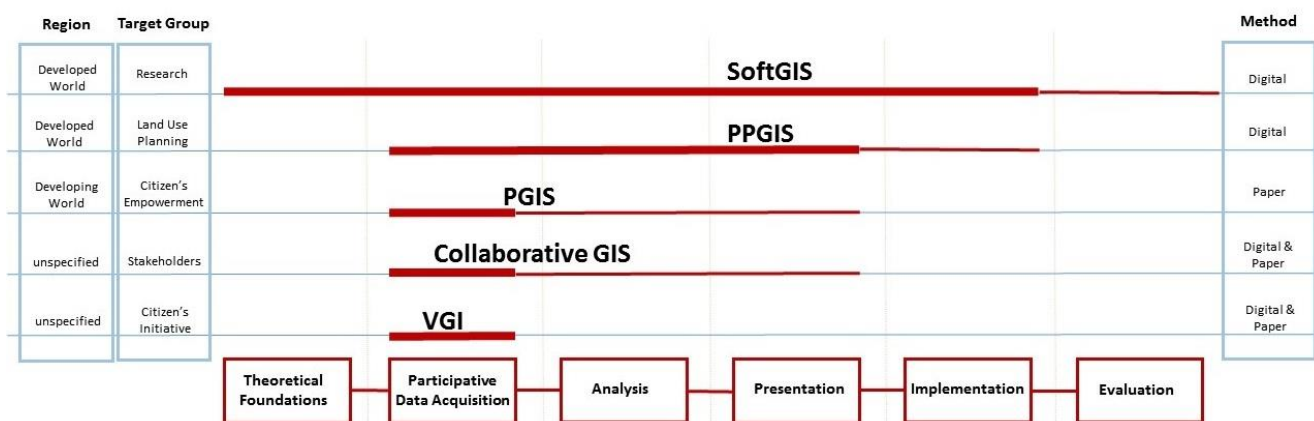 Region Target Group Method
Developed
World
Research
SoftGIS
Digital
Developed
World
Land Use
Planning
PPGIS
Digital
Developing
World
Citizen's
Empowerment
PGIS
Paper
unspecified
Stakeholders
Collaborative GIS
Digital &
Paper
unspecified
Citizen's
Initiative
VGI
Digital &
Paper
Theoretical
Foundations
Participative
Data Acquisition
Analysis
Presentation
Implementation
Evaluation